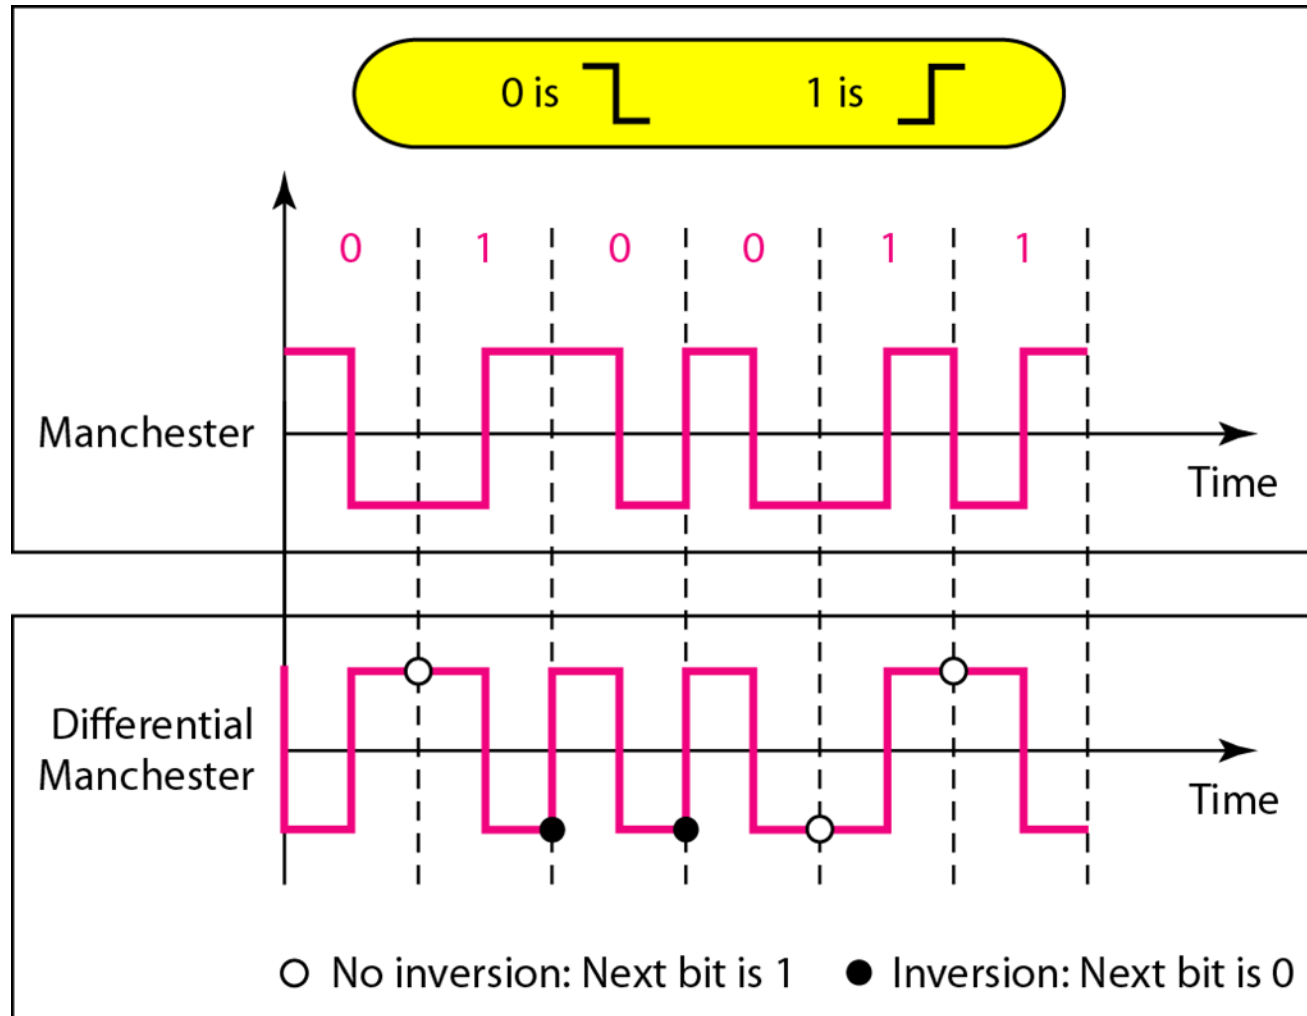 0 is 1 is
0 1 0 0 1 1
Manchester
Time
Differential
Manchester
Time
No inversion: Next bit is 1 Inversion: Next bit is 0